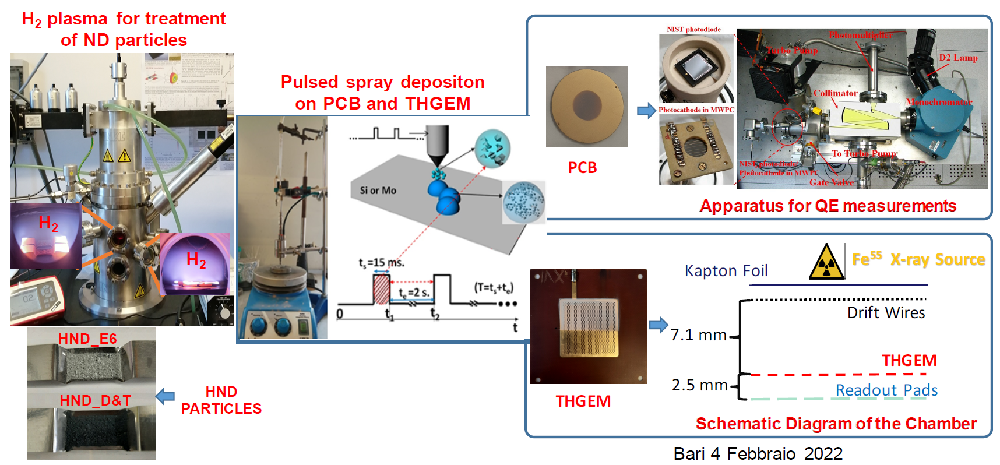 H2 plasma for treatment
of ND particles
H2
H2
HND_E6
HND_D&T
HND
PARTICLES
Pulsed spray depositon
on PCB and THGEM
Si or Mo
ts=15 ms.
te=2 s.
(T=ts+te)
0
t1
t2
t
PCB
NIST photodiode
Photocathode in MWPC
Photomultiplier
Turbo Pump
D2 Lamp
Collimator
Monochromator
To Turbo Pump
NIST photodiode/
Photocathode in MWPC
Gate Valve
Apparatus for QE measurements
THGEM
Fe55 X-ray Source
Kapton Foil
Drift Wires
7.1 mm
THGEM
2.5 mm
Readout Pads
Schematic Diagram of the Chamber
Bari 4 Febbraio 2022